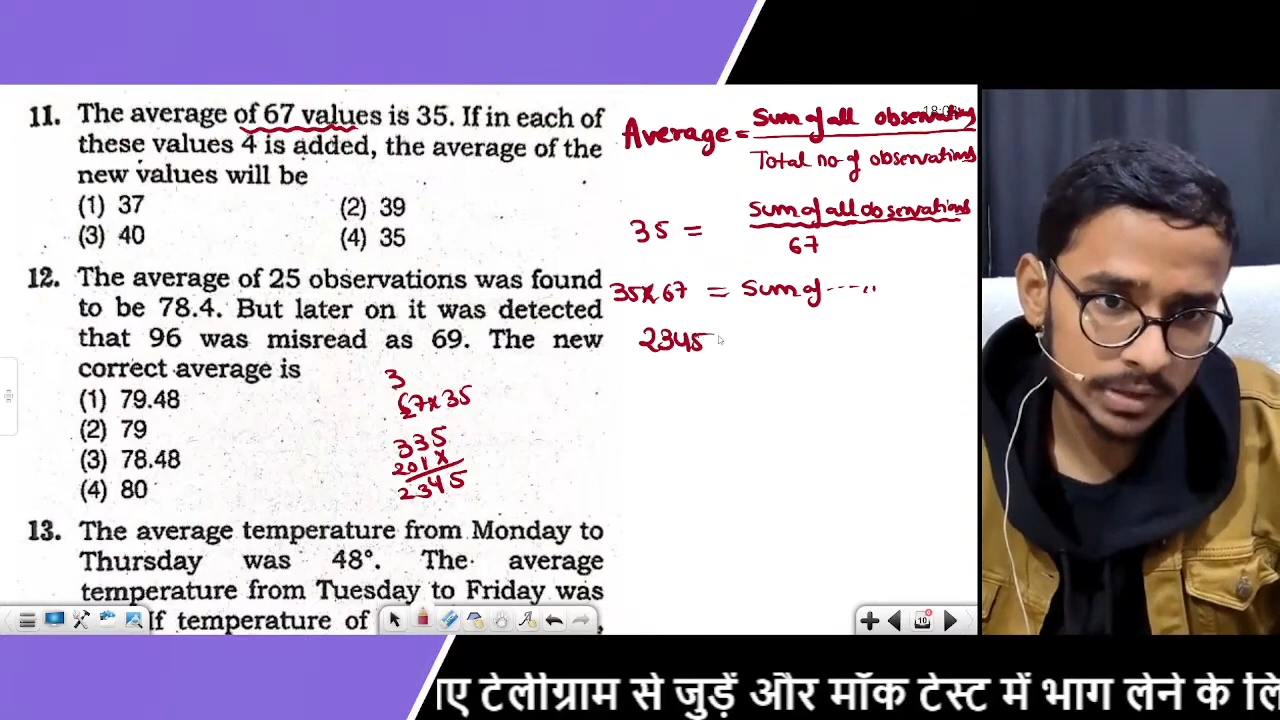 11. The average of 67 values is 35. If in each of
these values 4 is added, the average of the
new values will be
(1) 37 (2) 39
(3) 40 (4) 35
12. The average of 25 observations was found
to be 78.4. But later on it was detected
that 96 was misread as 69. The new
correct average is
(1) 79.48
(2) 79
(3) 78.48
(4) 80
3
67x35
335
201x
2345
13. The average temperature from Monday to
Thursday was 48°. The average
temperature from Tuesday to Friday was
If temperature of
Average = Sum of all observations
Total no of observations
35 = Sum of all observations
67
35x67 = Sum of .....
2345
10
ाए टेलीग्राम से जुड़ें और मॉक टेस्ट में भाग लेने के लि